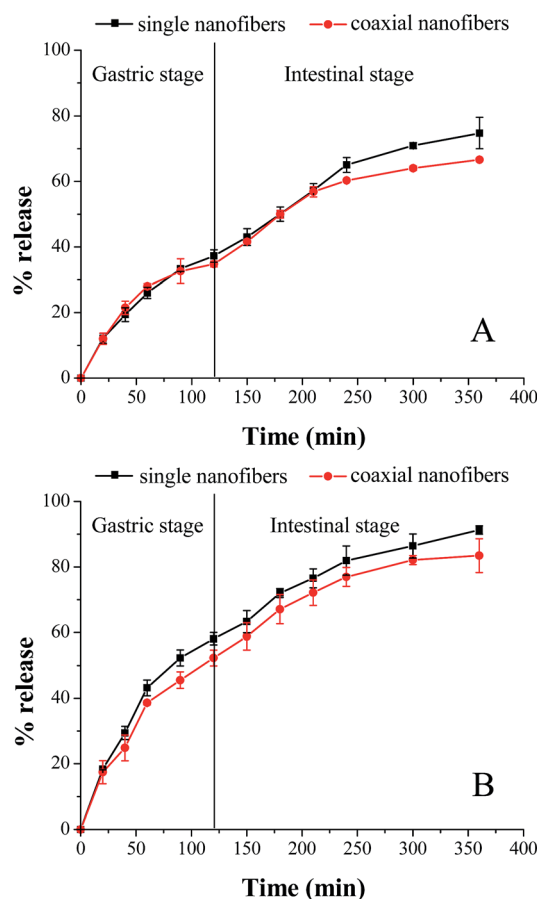 single nanofibers coaxial nanofibers
Gastric stage Intestinal stage
100
80
60
40
20
0
% release
A
0 50 100 150 200 250 300 350 400
Time (min)
single nanofibers coaxial nanofibers
Gastric stage Intestinal stage
100
80
60
40
20
0
% release
B
0 50 100 150 200 250 300 350 400
Time (min)